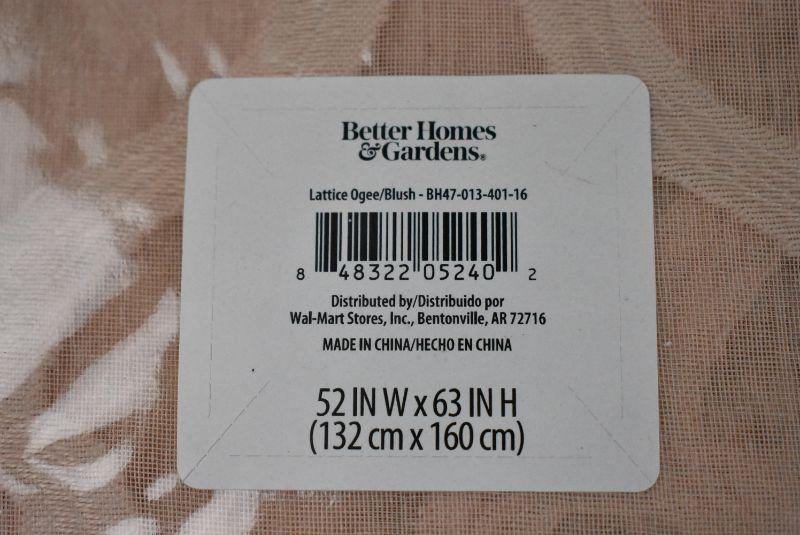 Better Homes
& Gardens®
Lattice Ogee/Blush - BH47-013-401-16
8 48322 05240 2
Distributed by/Distribuido por
Wal-Mart Stores, Inc., Bentonville, AR 72716
MADE IN CHINA/HECHO EN CHINA
52 IN W x 63 IN H
(132 cm x 160 cm)